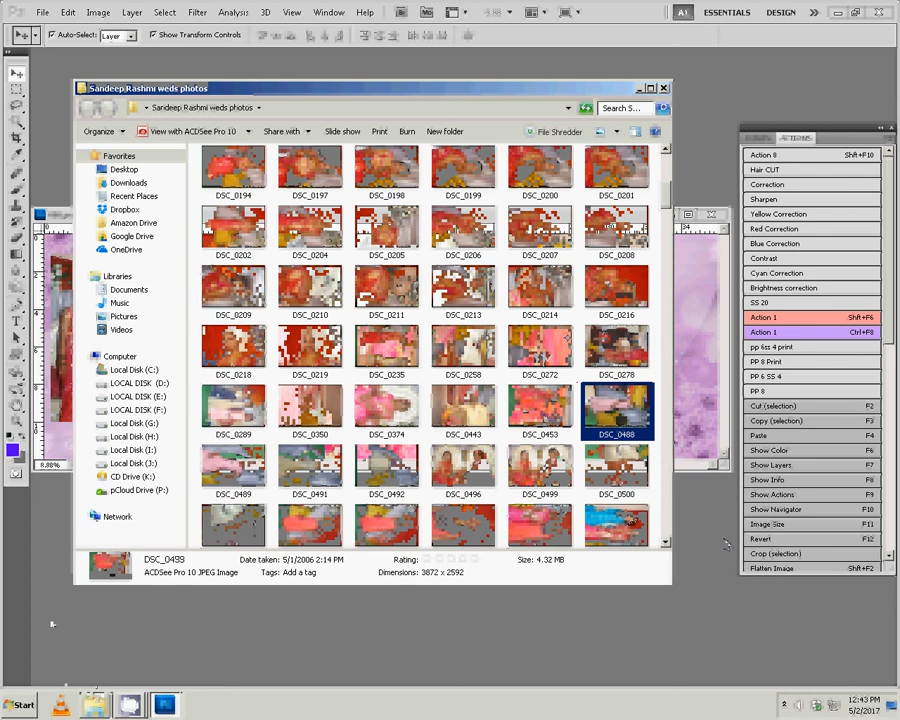 File Edit Image Layer Select Filter Analysis 3D View Window Help ESSENTIALS DESIGN
Auto-Select: Layer Show Transform Controls
Sandeep Rashmi weds photos
Sandeep Rashmi weds photos Search S...
Organize View with ACDSee Pro 10 Share with Slide show Print Burn New folder File Shredder
Favorites
Desktop
Downloads
Recent Places
Dropbox
Amazon Drive
Google Drive
OneDrive
Libraries
Documents
Music
Pictures
Videos
Computer
Local Disk (C:)
LOCAL DISK (D:)
LOCAL DISK (E:)
LOCAL DISK (F:)
Local Disk (G:)
Local Disk (H:)
Local Disk (I:)
Local Disk (J:)
CD Drive (K:)
pCloud Drive (P:)
Network
DSC_0194 DSC_0197 DSC_0198 DSC_0199 DSC_0200 DSC_0201
DSC_0202 DSC_0204 DSC_0205 DSC_0206 DSC_0207 DSC_0208
DSC_0209 DSC_0210 DSC_0211 DSC_0213 DSC_0214 DSC_0216
DSC_0218 DSC_0219 DSC_0235 DSC_0258 DSC_0272 DSC_0278
DSC_0289 DSC_0350 DSC_0374 DSC_0443 DSC_0453 DSC_0488
DSC_0489 DSC_0491 DSC_0492 DSC_0496 DSC_0499 DSC_0500
DSC_0499 Date taken: 5/1/2006 2:14 PM Rating: Size: 4.32 MB
ACDSee Pro 10 JPEG Image Tags: Add a tag Dimensions: 3872 x 2592
8.88%
34
ACTIONS
Action 8 Shft+F10
Hair CUT
Correction
Sharpen
Yellow Correction
Red Correction
Blue Correction
Contrast
Cyan Correction
Brightness correction
SS 20
Action 1 Shft+F6
Action 1 Ctrl+F8
pp 6ss 4 print
PP 8 Print
PP 6 SS 4
PP 8
Cut (selection) F2
Copy (selection) F3
Paste F4
Show Color F6
Show Layers F7
Show Info F8
Show Actions F9
Show Navigator F10
Image Size F11
Revert F12
Crop (selection)
Flatten Image Shft+F2
Start
12:43 PM
5/2/2017